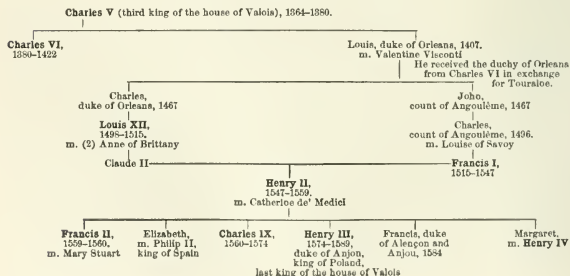 Charles V (third king of the house of Valois), 1364–1380.
Charles VI,
1380–1422
Louis, duke of Orleans, 1407.
m. Valentine Visconti
He received the duchy of Orleans
from Charles VI in exchange
for Touraine.
Charles,
duke of Orleans, 1467
John,
count of Angoulême, 1467
Louis XII,
1498–1515.
m. (2) Anne of Brittany
Charles,
count of Angoulême, 1496.
m. Louise of Savoy
Claude II
Francis I,
1515–1547
Henry II,
1547–1559.
m. Catherine de' Medici
Francis II,
1559–1560.
m. Mary Stuart
Elizabeth,
m. Philip II,
king of Spain
Charles IX,
1560–1574
Henry III,
1574–1589,
duke of Anjou,
king of Poland,
last king of the house of Valois
Francis, duke
of Alençon and
Anjou, 1584
Margaret,
m. Henry IV